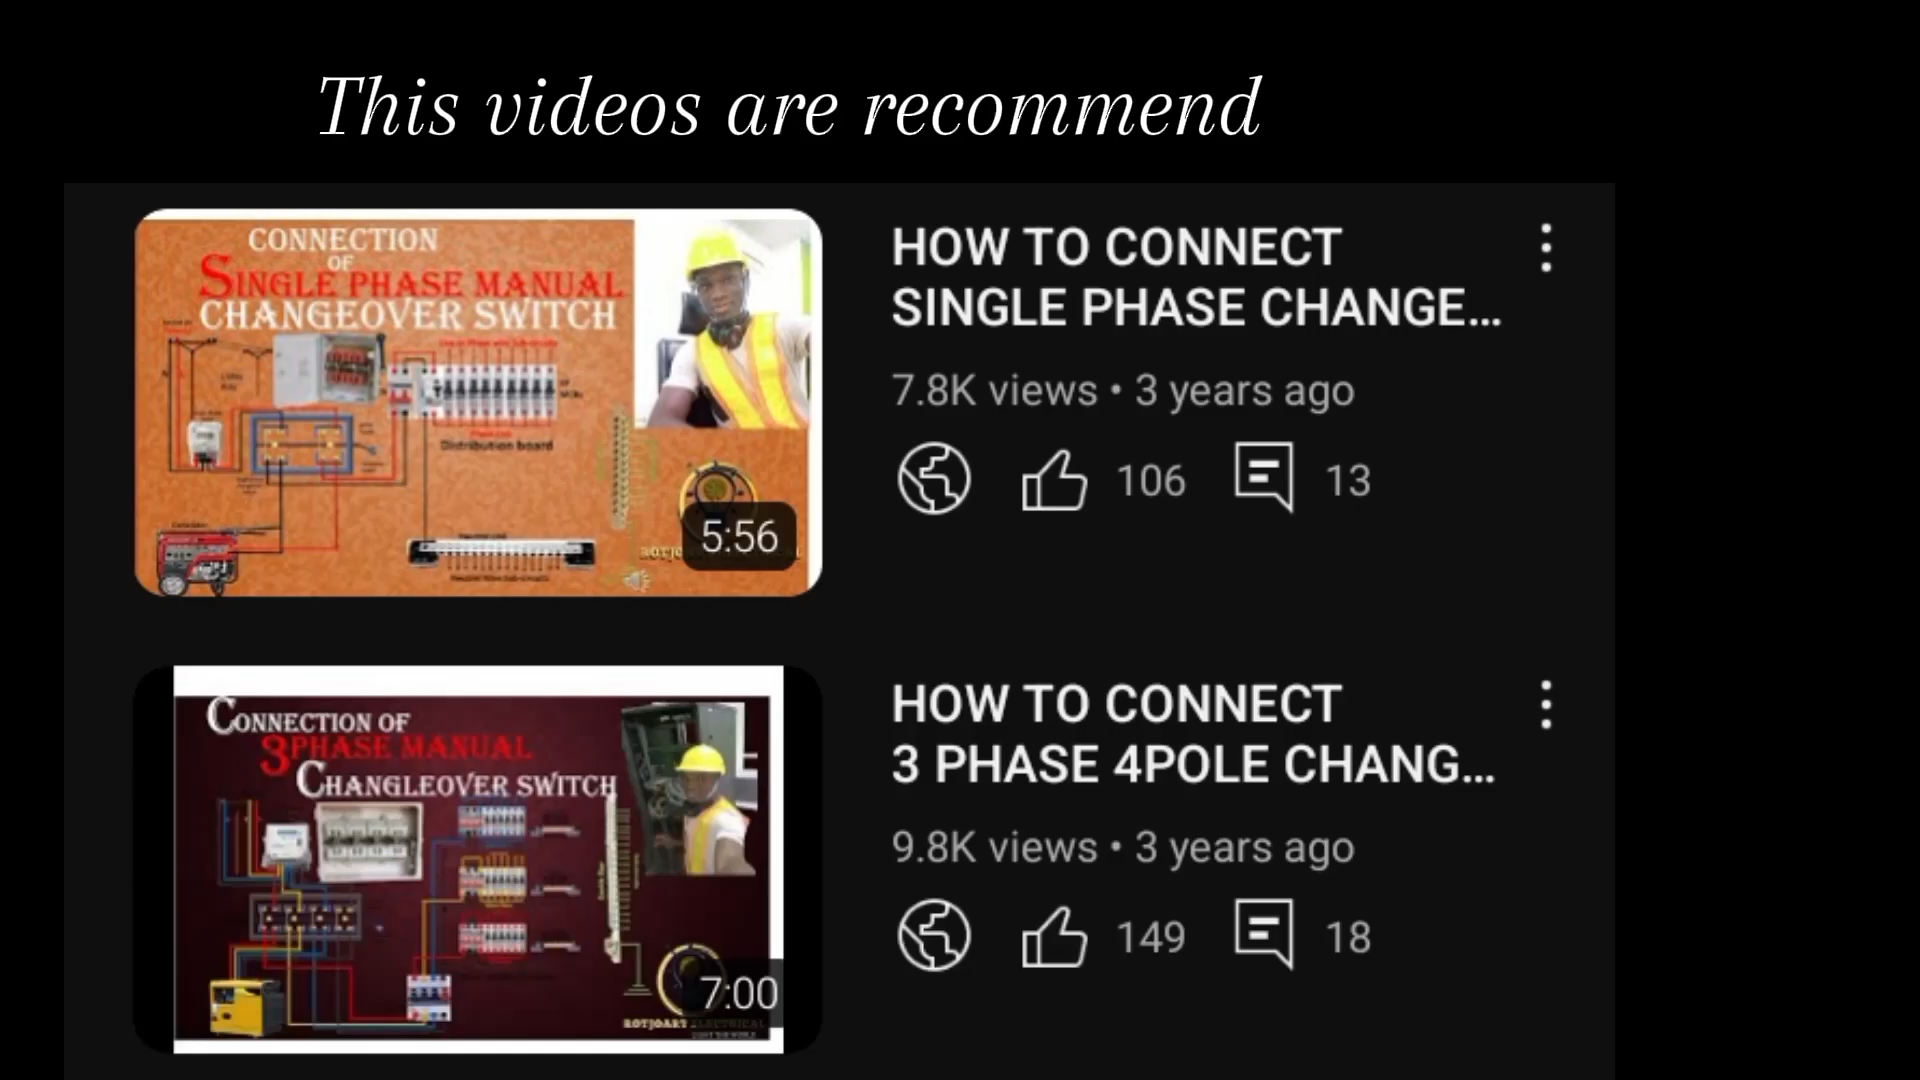 This videos are recommend
CONNECTION
OF
SINGLE PHASE MANUAL
CHANGEOVER SWITCH
Distribution board
5:56
HOW TO CONNECT
SINGLE PHASE CHANGE...
7.8K views • 3 years ago
106
13
CONNECTION OF
3PHASE MANUAL
CHANGLEOVER SWITCH
7:00
ROTJOART ELECTRICAL
HOW TO CONNECT
3 PHASE 4POLE CHANG...
9.8K views • 3 years ago
149
18